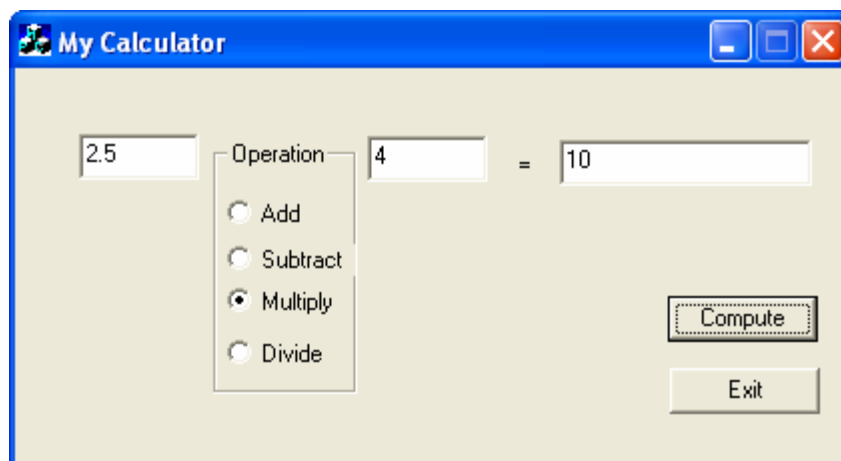 My Calculator
2.5
Operation
4
=
10
Add
Subtract
Multiply
Divide
Compute
Exit